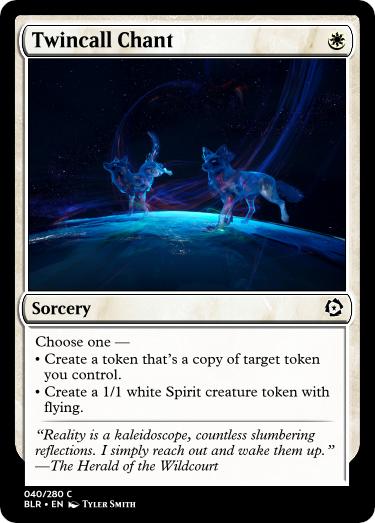 Twincall Chant
Sorcery
Choose one —
• Create a token that's a copy of target token
you control.
• Create a 1/1 white Spirit creature token with
flying.
"Reality is a kaleidoscope, countless slumbering
reflections. I simply reach out and wake them up."
—The Herald of the Wildcourt
040/280 C
BLR • EN Tyler Smith